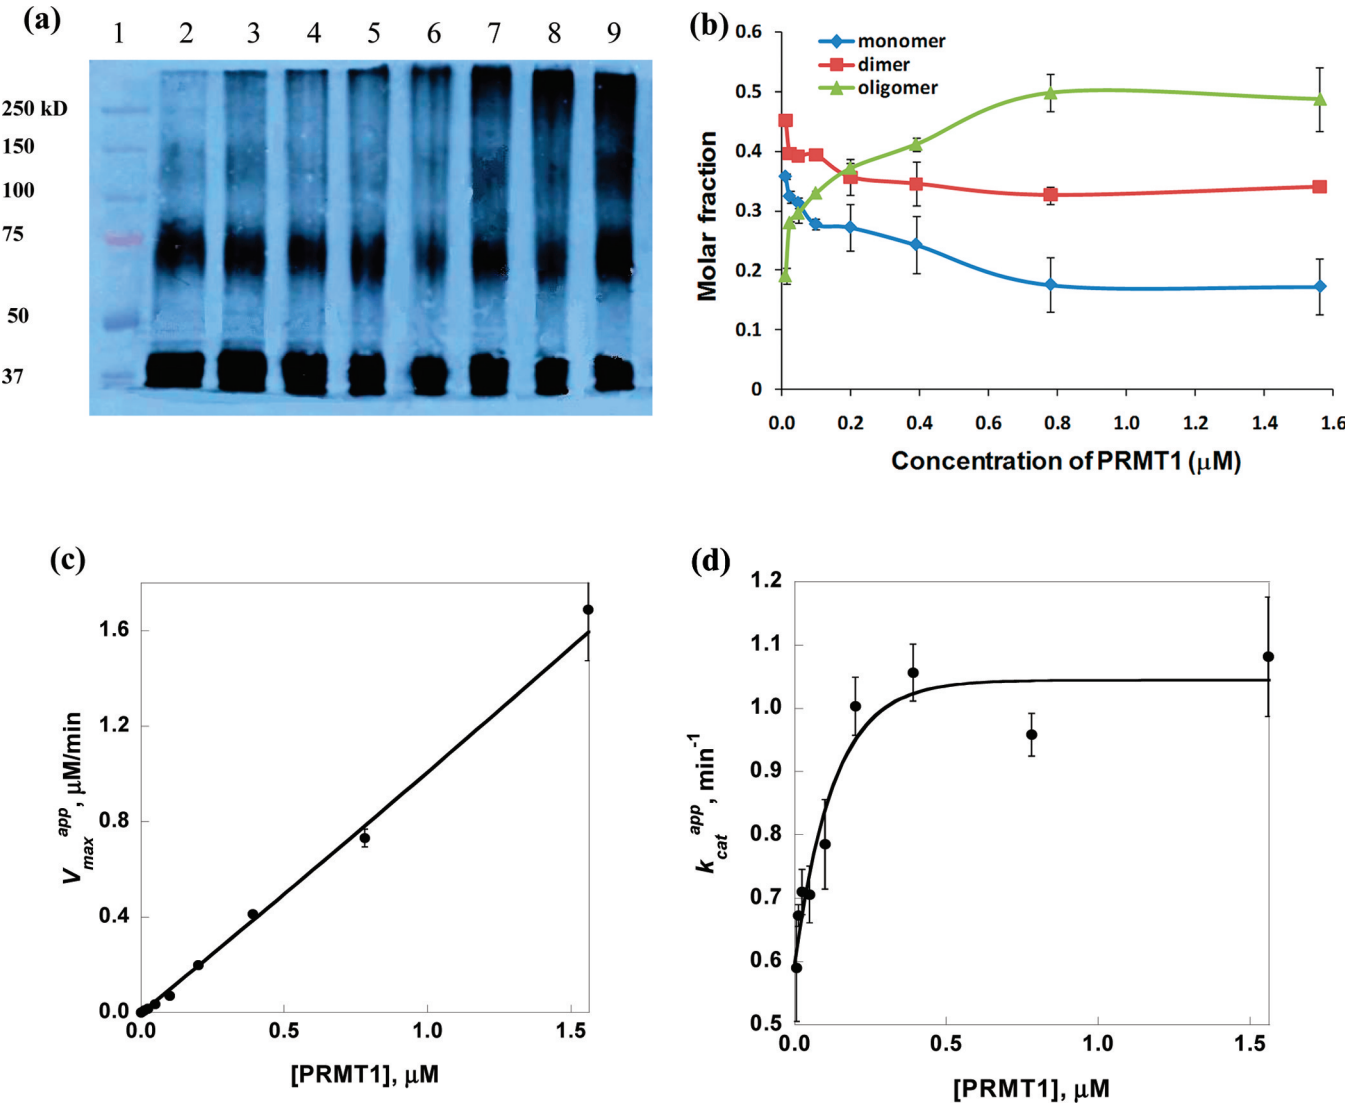 (a)
1 2 3 4 5 6 7 8 9
250 kD
150
100
75
50
37
(b)
monomer
dimer
oligomer
0.6
0.5
0.4
0.3
0.2
0.1
0
Molar fraction
0.0 0.2 0.4 0.6 0.8 1.0 1.2 1.4 1.6
Concentration of PRMT1 (μM)
(c)
1.6
1.2
0.8
0.4
0.0
V max app, μM/min
0.0 0.5 1.0 1.5
[PRMT1], μM
(d)
1.2
1.1
1.0
0.9
0.8
0.7
0.6
0.5
k cat app, min-1
0.0 0.5 1.0 1.5
[PRMT1], μM